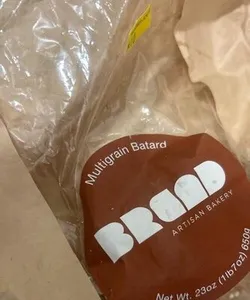 Multigrain Batard
BREAD
ARTISAN BAKERY
Net Wt. 23oz (1lb7oz) 650g